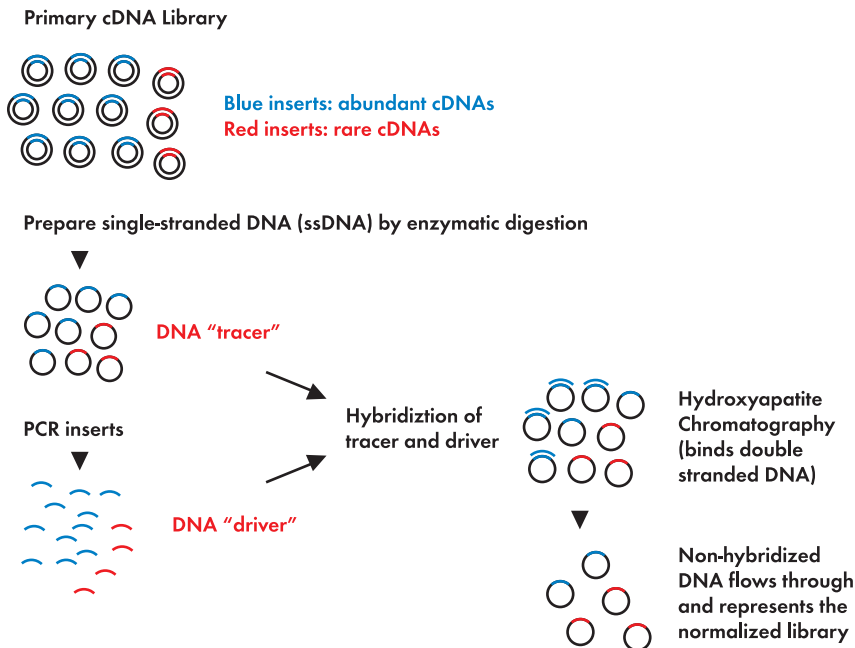 Primary cDNA Library
Blue inserts: abundant cDNAs
Red inserts: rare cDNAs
Prepare single-stranded DNA (ssDNA) by enzymatic digestion
DNA “tracer”
PCR inserts
DNA “driver”
Hybridiztion of
tracer and driver
Hydroxyapatite
Chromatography
(binds double
stranded DNA)
Non-hybridized
DNA flows through
and represents the
normalized library